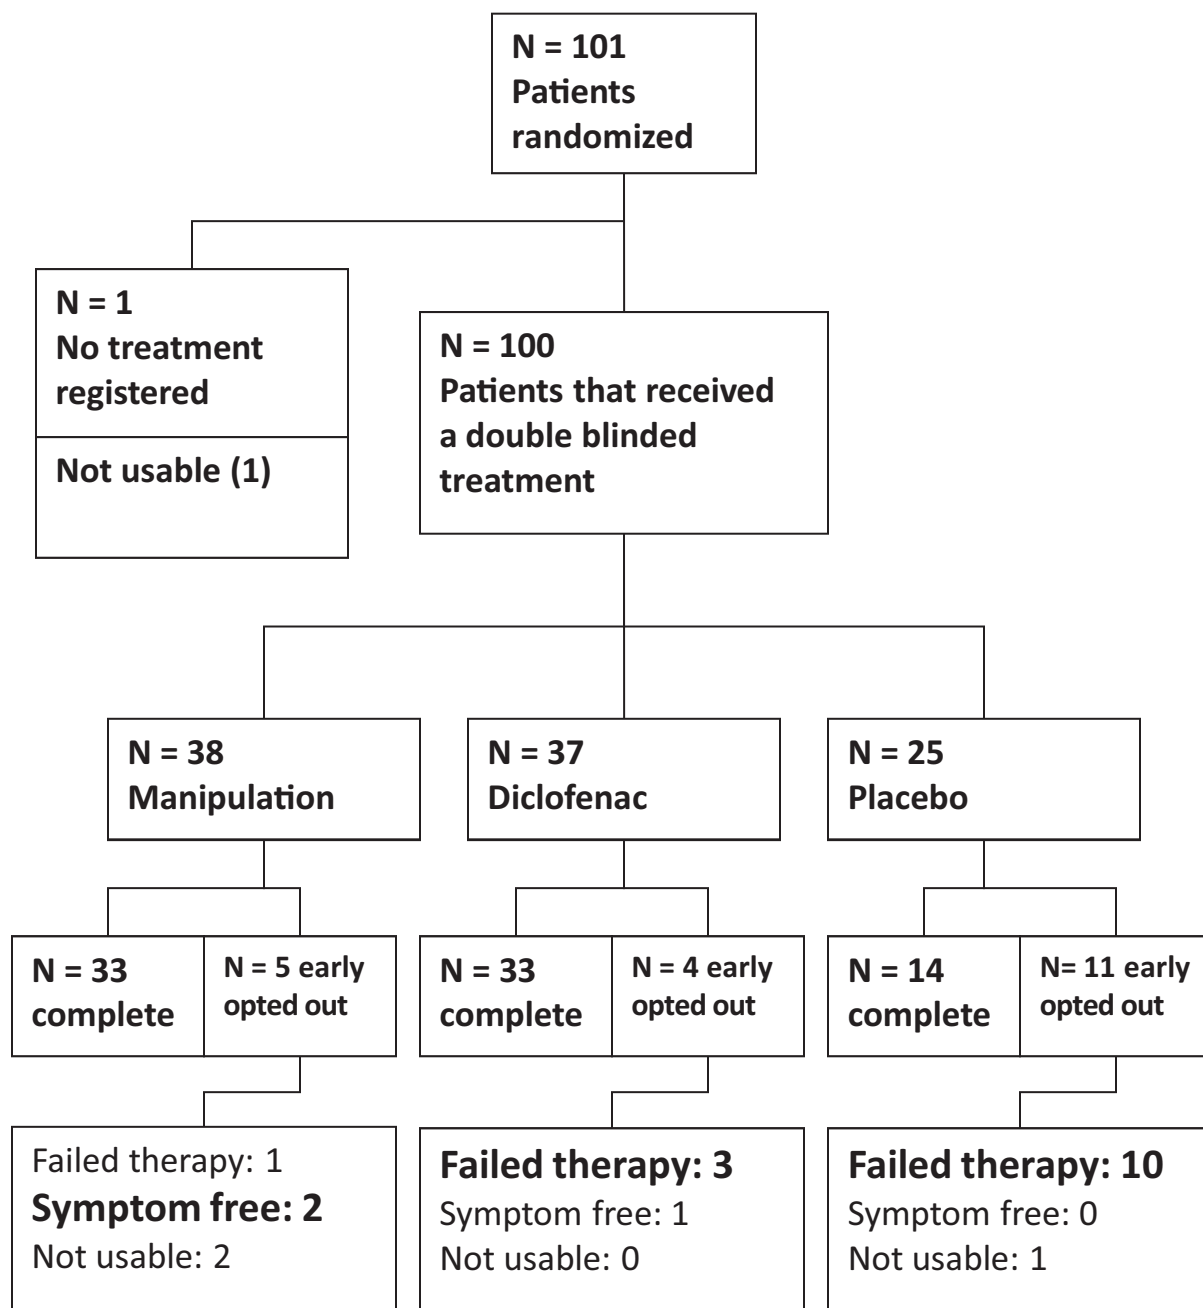 N = 101
Patients
randomized
N = 1
No treatment
registered
Not usable (1)
N = 100
Patients that received
a double blinded
treatment
N = 38
Manipulation
N = 37
Diclofenac
N = 25
Placebo
N = 33
complete
N = 5 early
opted out
N = 33
complete
N = 4 early
opted out
N = 14
complete
N= 11 early
opted out
Failed therapy: 1
Symptom free: 2
Not usable: 2
Failed therapy: 3
Symptom free: 1
Not usable: 0
Failed therapy: 10
Symptom free: 0
Not usable: 1